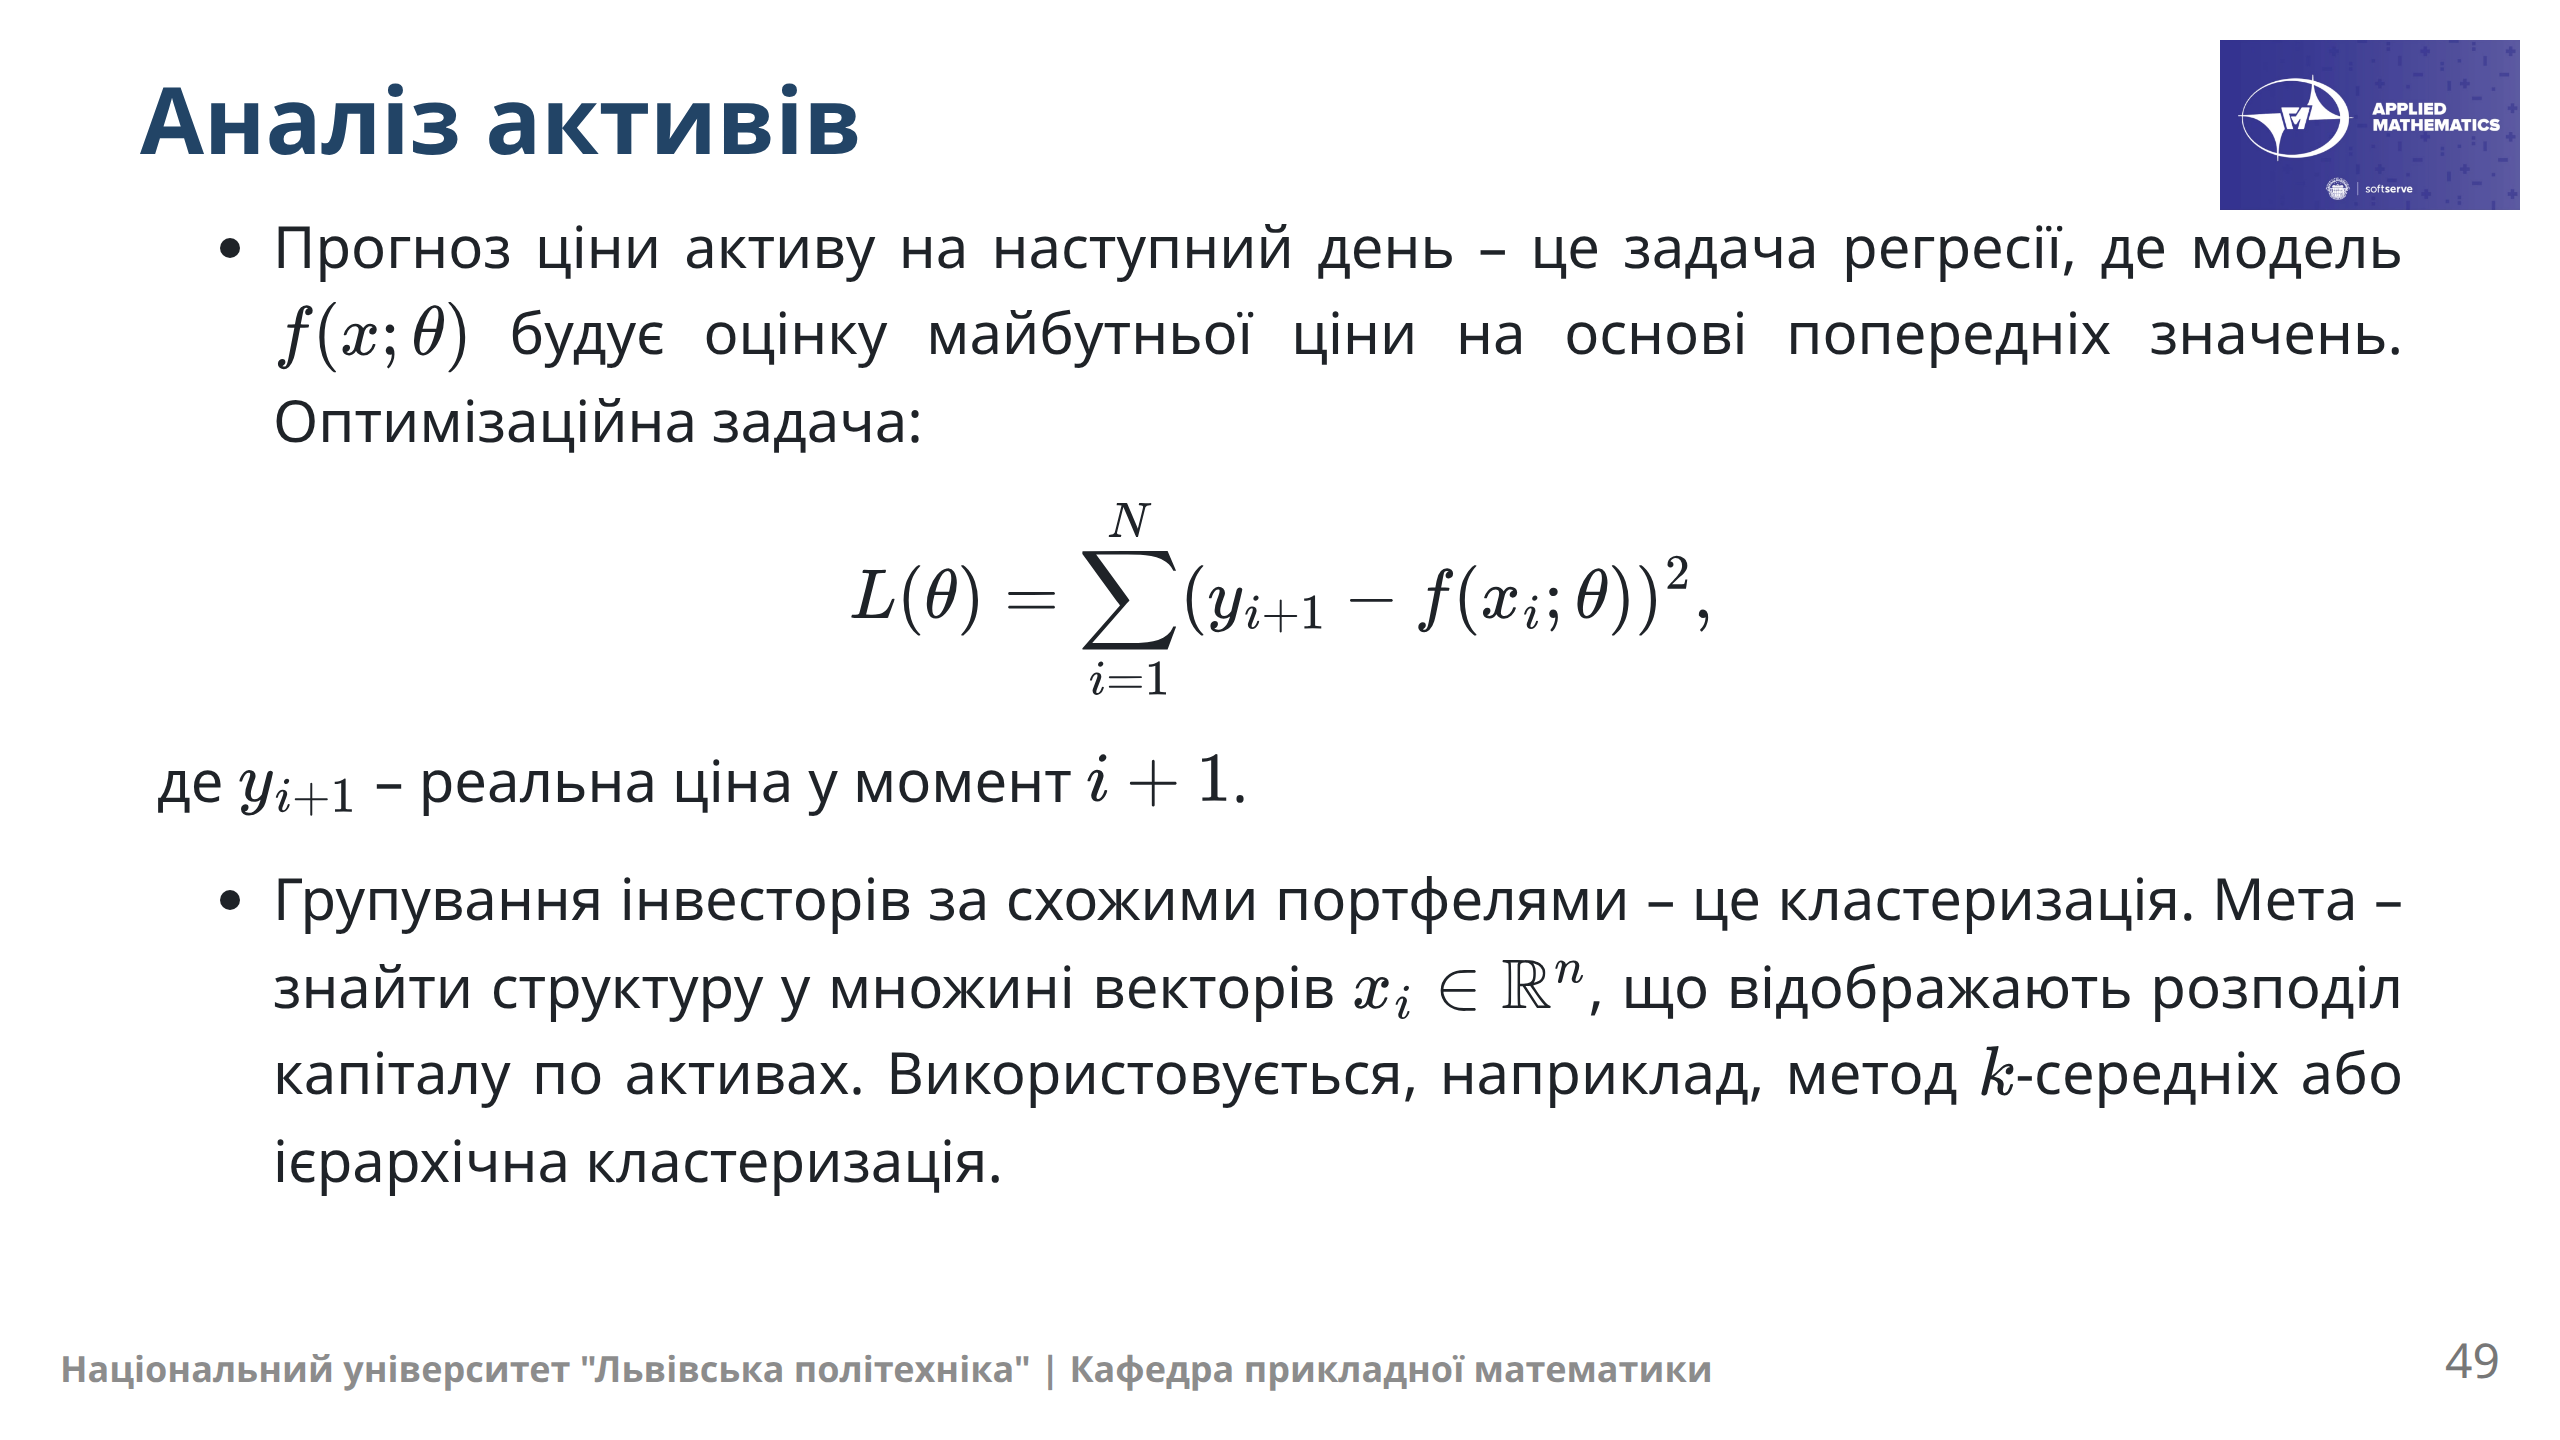 Аналіз активів
APPLIED
MATHEMATICS
softserve
• Прогноз ціни активу на наступний день – це задача регресії, де модель
f(x; θ) будує оцінку майбутньої ціни на основі попередніх значень.
Оптимізаційна задача:
L(θ) = ∑_{i=1}^{N} (y_{i+1} − f(x_i; θ))²,
де y_{i+1} – реальна ціна у момент i + 1.
• Групування інвесторів за схожими портфелями – це кластеризація. Мета –
знайти структуру у множині векторів x_i ∈ ℝⁿ, що відображають розподіл
капіталу по активах. Використовується, наприклад, метод k-середніх або
ієрархічна кластеризація.
Національний університет "Львівська політехніка" | Кафедра прикладної математики
49